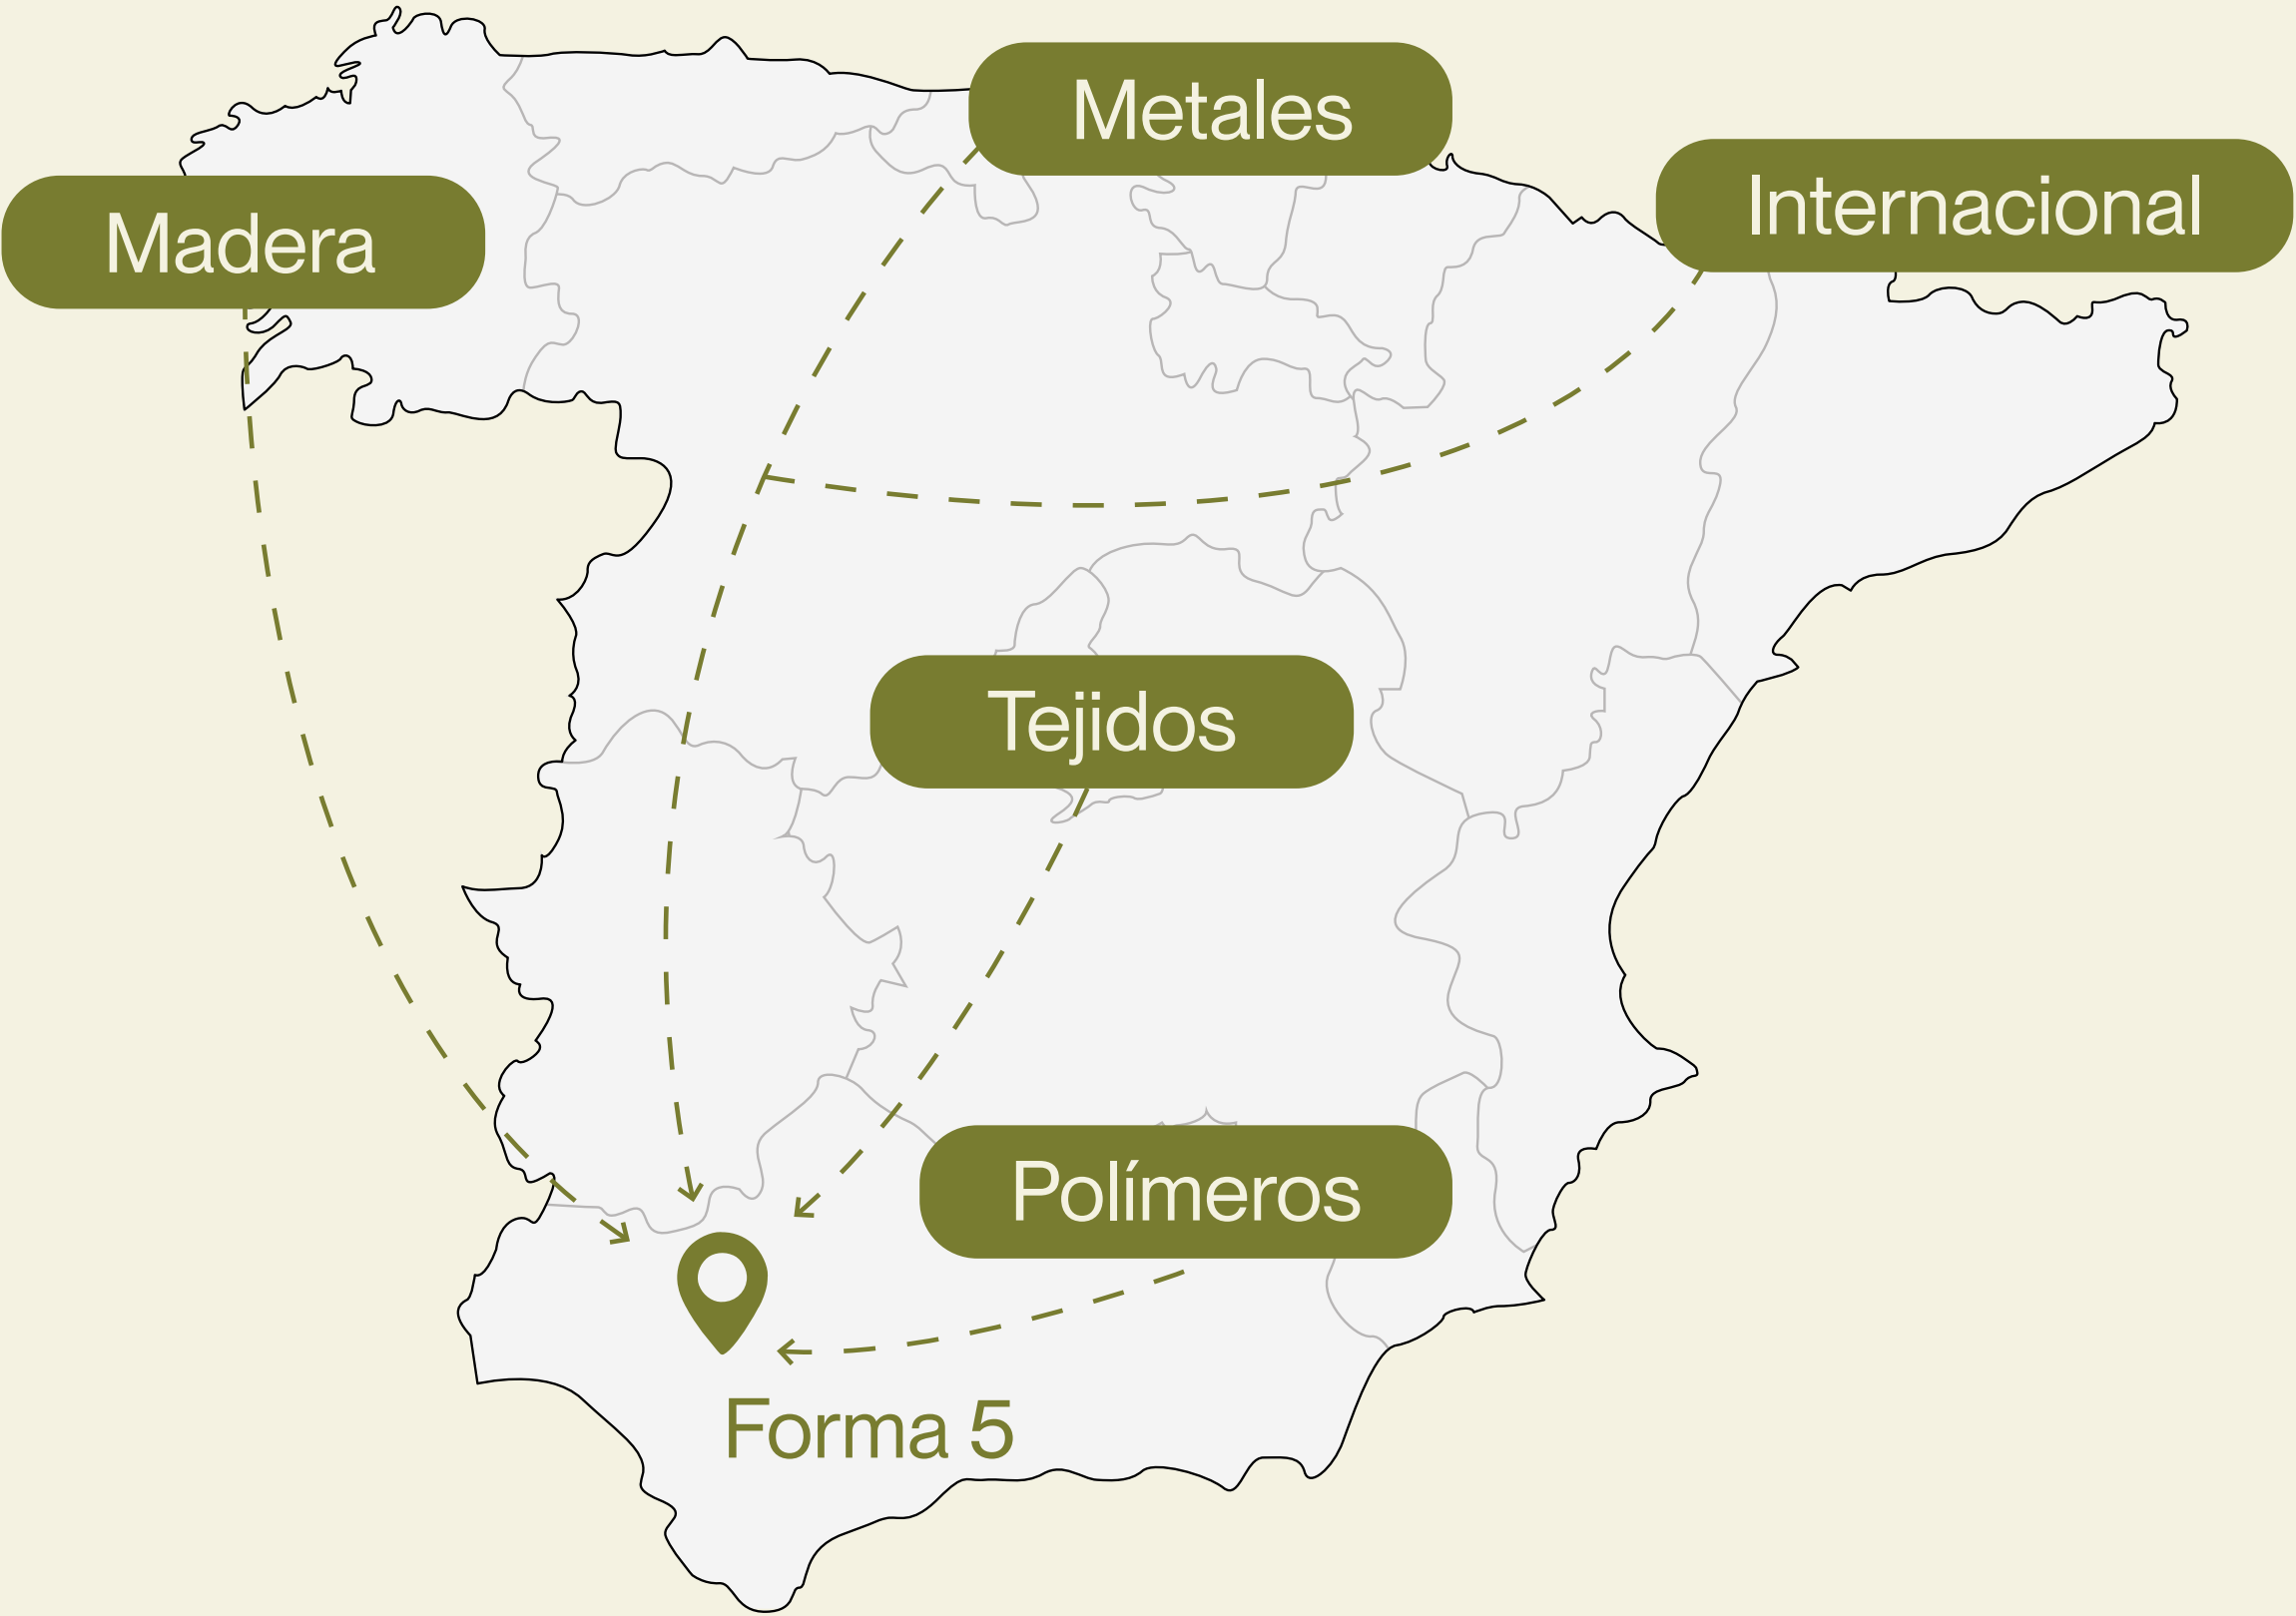 Metales
Internacional
Madera
Tejidos
Polímeros
Forma 5